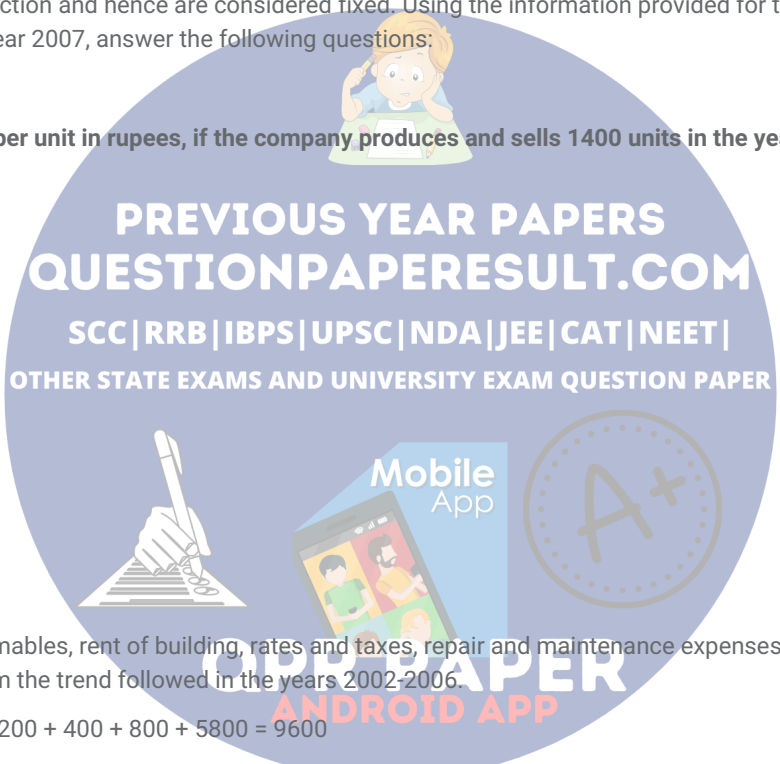 ction and hence are considered fixed. Using the information provided for t
ear 2007, answer the following questions:
per unit in rupees, if the company produces and sells 1400 units in the yea
PREVIOUS YEAR PAPERS
QUESTIONPAPERESULT.COM
SCC|RRB|IBPS|UPSC|NDA|JEE|CAT|NEET|
OTHER STATE EXAMS AND UNIVERSITY EXAM QUESTION PAPER
Mobile
App
A+
mables, rent of building, rates and taxes, repair and maintenance expenses,
QPR PAPER
m the trend followed in the years 2002-2006.
ANDROID APP
200 + 400 + 800 + 5800 = 9600